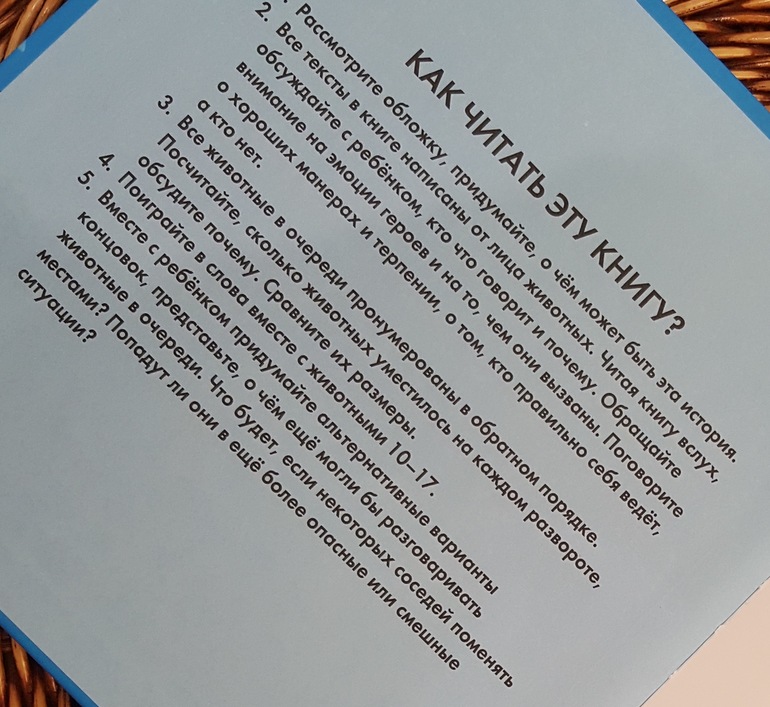 КАК ЧИТАТЬ ЭТУ КНИГУ?
Рассмотрите обложку, придумайте, о чём может быть эта история.
2. Все тексты в книге написаны от лица животных. Читая книгу вслух,
обсуждайте с ребёнком, кто что говорит и почему. Обращайте
внимание на эмоции героев и на то, чем они вызваны. Поговорите
о хороших манерах и терпении, о том, кто правильно себя ведёт,
а кто нет.
3. Все животные в очереди пронумерованы в обратном порядке.
Посчитайте, сколько животных уместилось на каждом развороте,
обсудите почему. Сравните их размеры.
4. Поиграйте в слова вместе с животными 10–17.
5. Вместе с ребёнком придумайте альтернативные варианты
концовок, представьте, о чём ещё могли бы разговаривать
животные в очереди. Что будет, если некоторых соседей поменять
местами? Попадут ли они в ещё более опасные или смешные
ситуации?